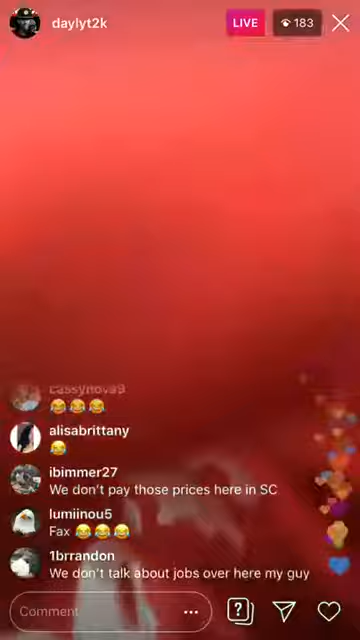 daylyt2k
LIVE
183
cassynova9
😂😂😂
alisabrittany
😂
ibimmer27
We don't pay those prices here in SC
lumiinou5
Fax 😂😂😂
1brrandon
We don't talk about jobs over here my guy
Comment